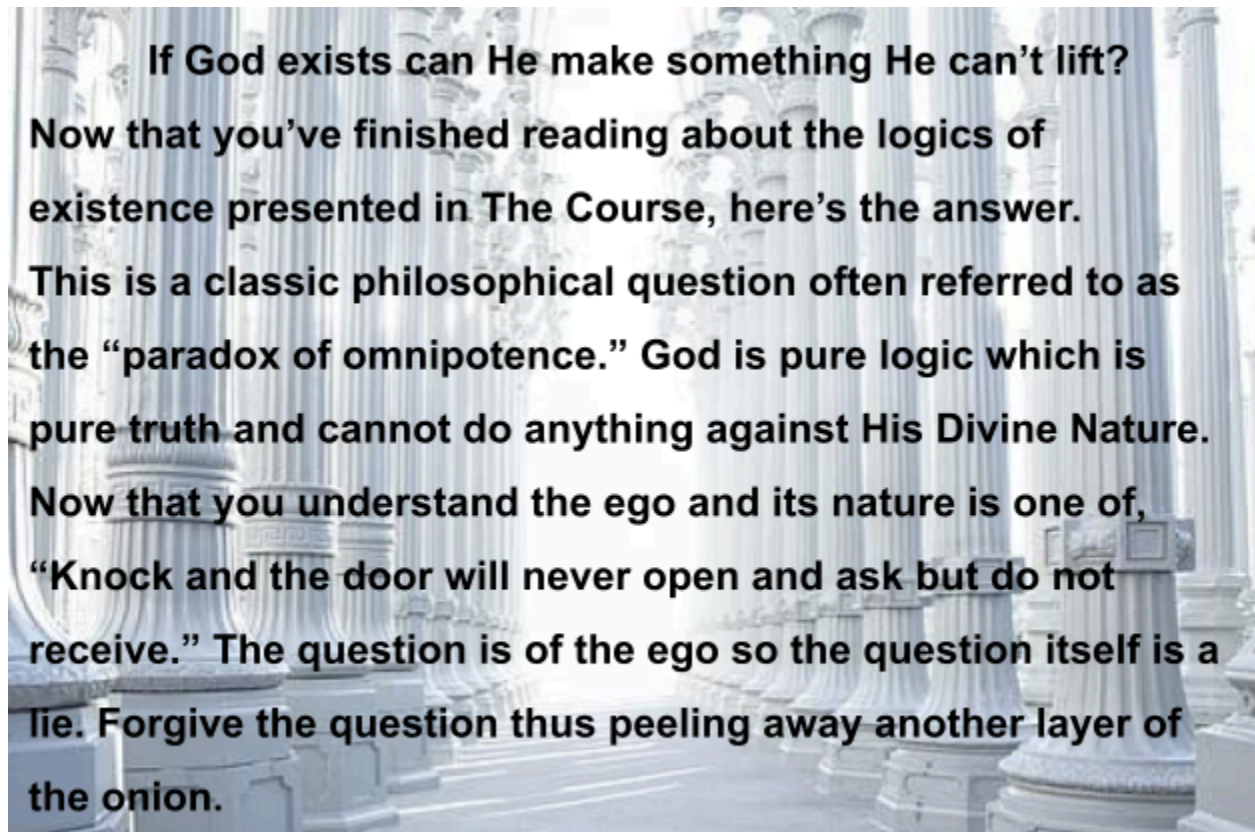 If God exists can He make something He can’t lift?
Now that you’ve finished reading about the logics of
existence presented in The Course, here’s the answer.
This is a classic philosophical question often referred to as
the “paradox of omnipotence.” God is pure logic which is
pure truth and cannot do anything against His Divine Nature.
Now that you understand the ego and its nature is one of,
“Knock and the door will never open and ask but do not
receive.” The question is of the ego so the question itself is a
lie. Forgive the question thus peeling away another layer of
the onion.